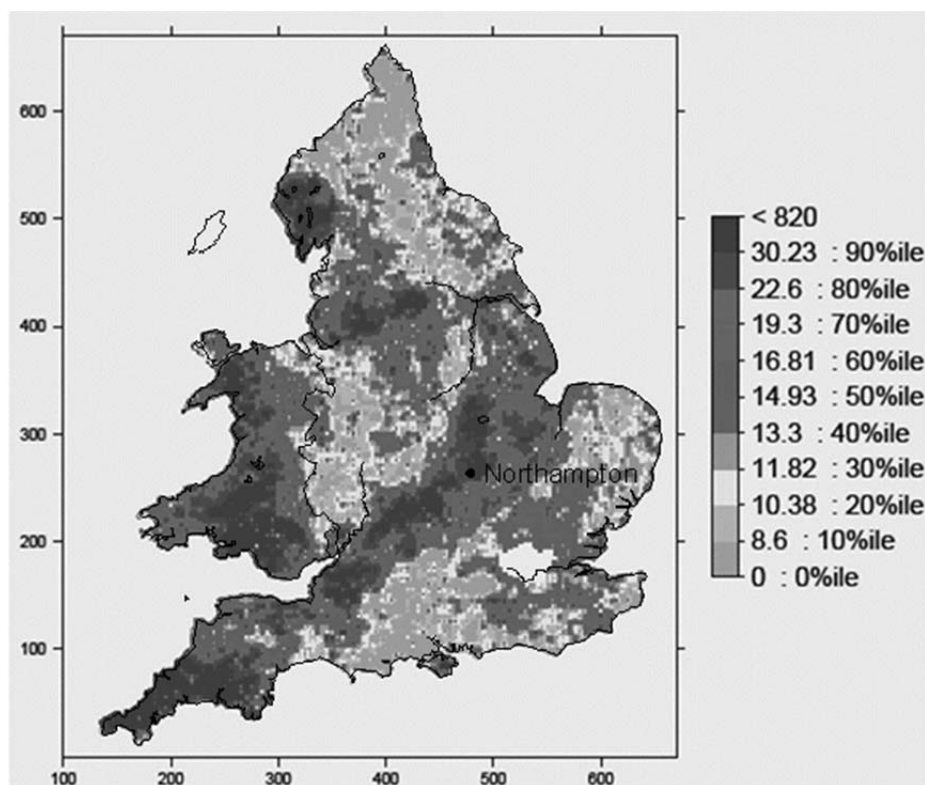 600
500
400
300
200
100
100 200 300 400 500 600
Northampton
< 820
30.23 : 90%ile
22.6 : 80%ile
19.3 : 70%ile
16.81 : 60%ile
14.93 : 50%ile
13.3 : 40%ile
11.82 : 30%ile
10.38 : 20%ile
8.6 : 10%ile
0 : 0%ile